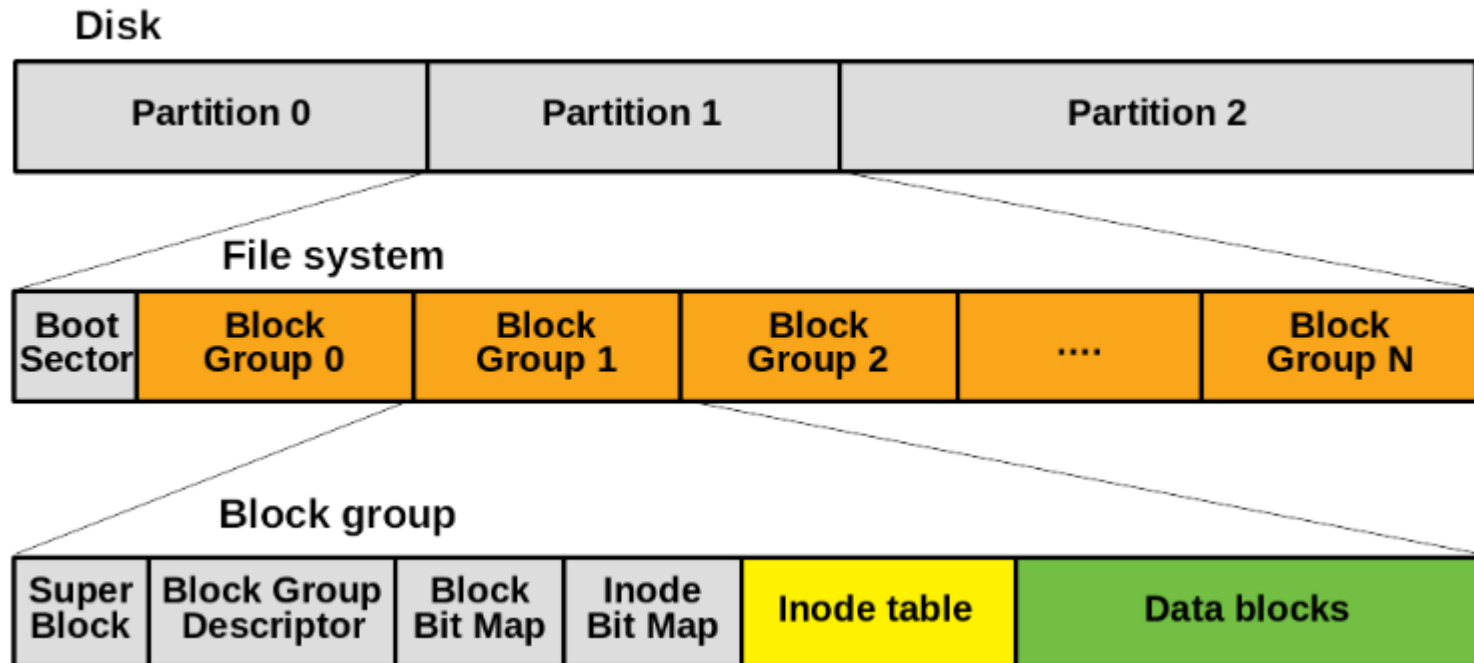 Disk
Partition 0 Partition 1 Partition 2
File system
Boot Block Block Block .... Block
Sector Group 0 Group 1 Group 2 Group N
Block group
Super Block Group Block Inode Inode table Data blocks
Block Descriptor Bit Map Bit Map